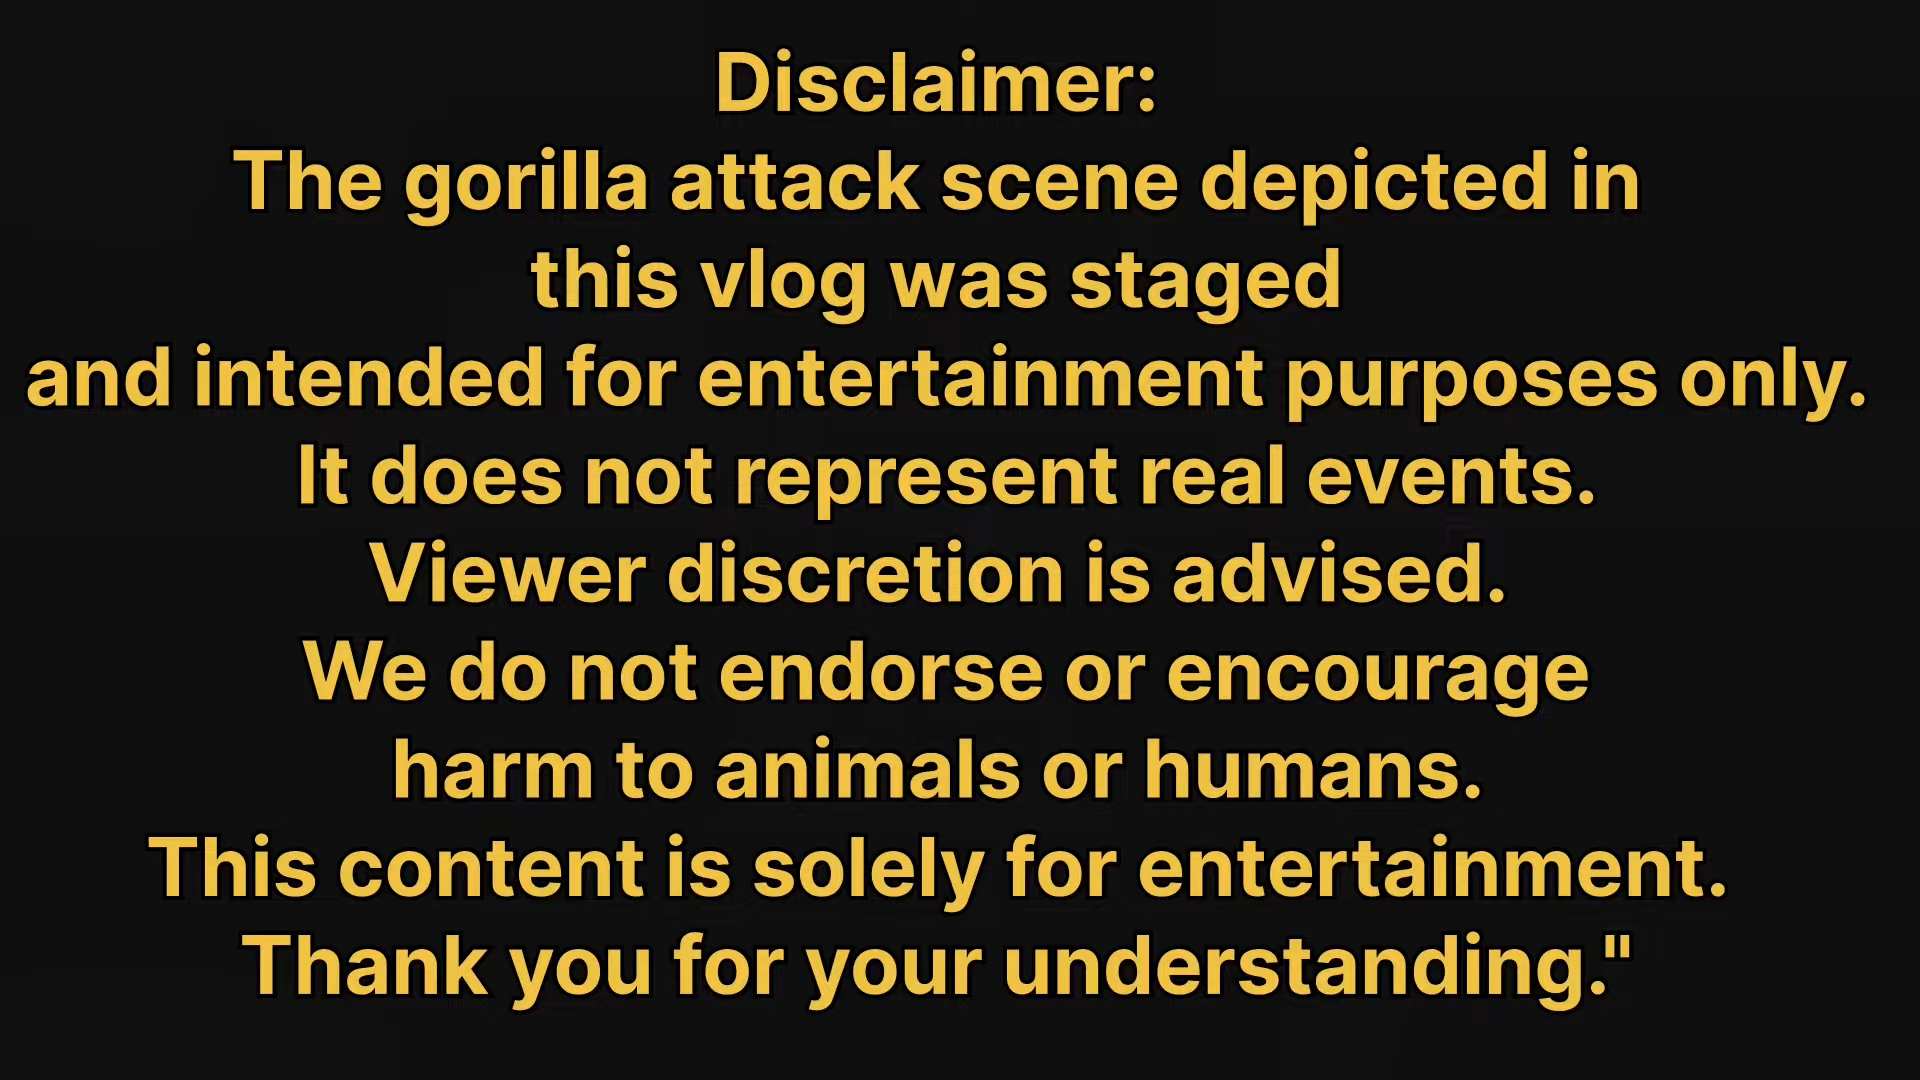 Disclaimer:
The gorilla attack scene depicted in
this vlog was staged
and intended for entertainment purposes only.
It does not represent real events.
Viewer discretion is advised.
We do not endorse or encourage
harm to animals or humans.
This content is solely for entertainment.
Thank you for your understanding."